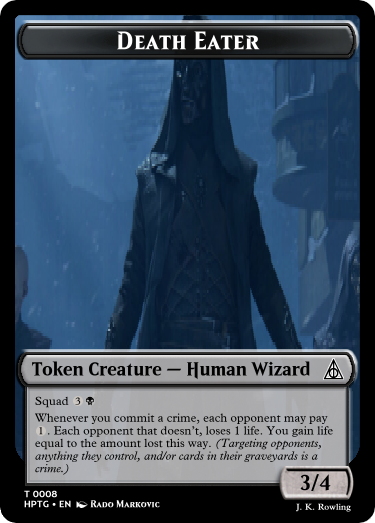 DEATH EATER
Token Creature — Human Wizard
Squad 3
Whenever you commit a crime, each opponent may pay
1. Each opponent that doesn't, loses 1 life. You gain life
equal to the amount lost this way. (Targeting opponents,
anything they control, and/or cards in their graveyards is a
crime.)
3/4
T 0008
HPTG • EN Rado Markovic
J. K. Rowling